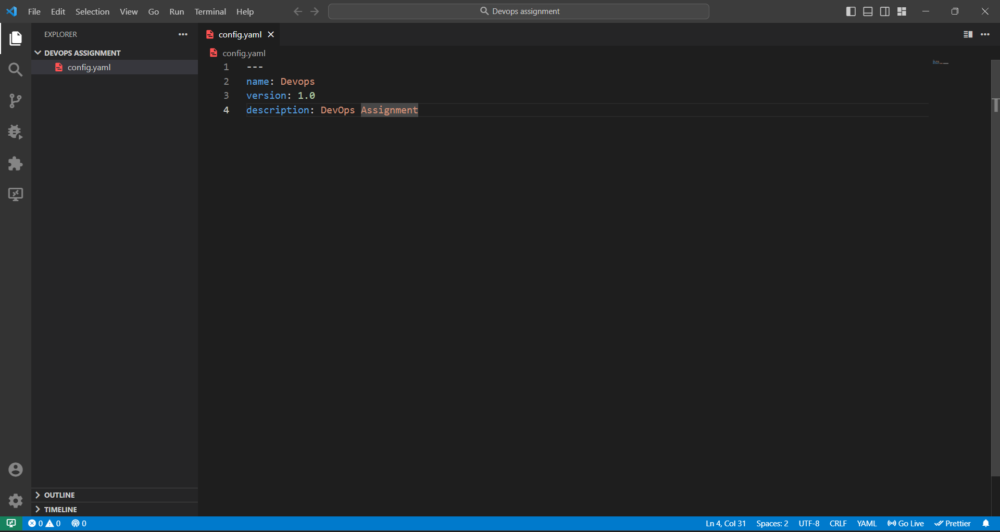 File Edit Selection View Go Run Terminal Help
Devops assignment
EXPLORER
DEVOPS ASSIGNMENT
config.yaml
OUTLINE
TIMELINE
config.yaml
config.yaml
1 ---
2 name: Devops
3 version: 1.0
4 description: DevOps Assignment
0 0 0 Ln 4, Col 31 Spaces: 2 UTF-8 CRLF YAML Go Live Prettier